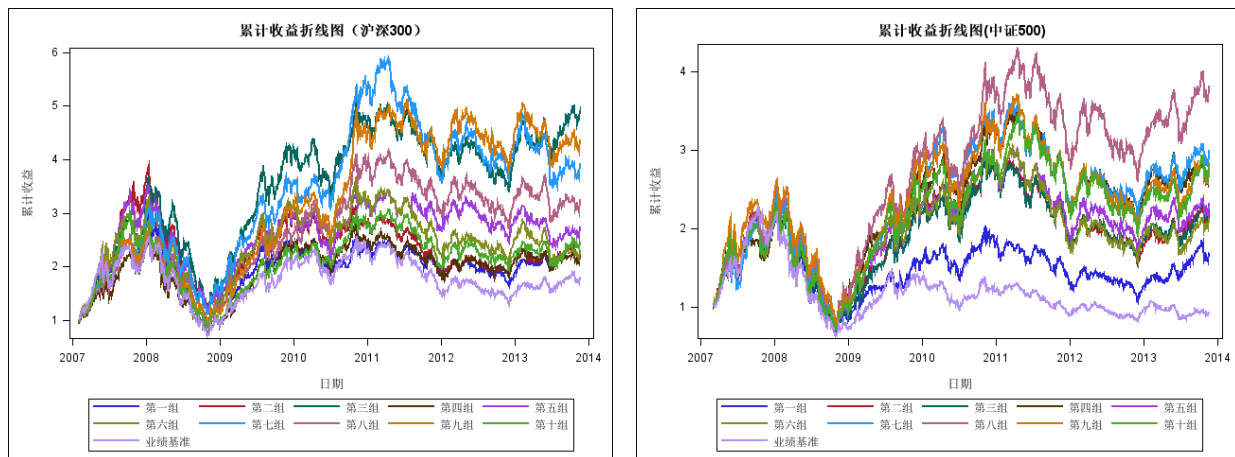 累计收益折线图（沪深300）
累计收益
6
5
4
3
2
1
2007 2008 2009 2010 2011 2012 2013 2014
日期
第一组 第二组 第三组 第四组 第五组
第六组 第七组 第八组 第九组 第十组
业绩基准
累计收益折线图(中证500)
累计收益
4
3
2
1
2007 2008 2009 2010 2011 2012 2013 2014
日期
第一组 第二组 第三组 第四组 第五组
第六组 第七组 第八组 第九组 第十组
业绩基准